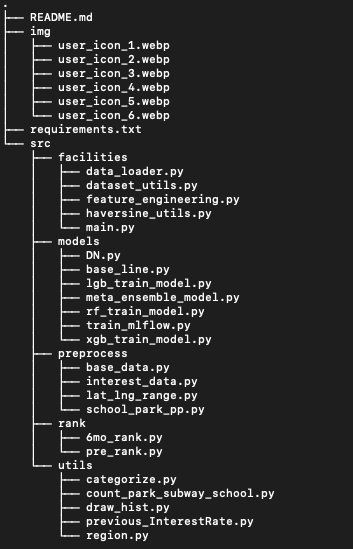 .
├── README.md
├── img
│   ├── user_icon_1.webp
│   ├── user_icon_2.webp
│   ├── user_icon_3.webp
│   ├── user_icon_4.webp
│   ├── user_icon_5.webp
│   └── user_icon_6.webp
├── requirements.txt
└── src
    ├── facilities
    │   ├── data_loader.py
    │   ├── dataset_utils.py
    │   ├── feature_engineering.py
    │   ├── haversine_utils.py
    │   └── main.py
    ├── models
    │   ├── DN.py
    │   ├── base_line.py
    │   ├── lgb_train_model.py
    │   ├── meta_ensemble_model.py
    │   ├── rf_train_model.py
    │   ├── train_mlflow.py
    │   └── xgb_train_model.py
    ├── preprocess
    │   ├── base_data.py
    │   ├── interest_data.py
    │   ├── lat_lng_range.py
    │   └── school_park_pp.py
    ├── rank
    │   ├── 6mo_rank.py
    │   └── pre_rank.py
    └── utils
        ├── categorize.py
        ├── count_park_subway_school.py
        ├── draw_hist.py
        ├── previous_InterestRate.py
        └── region.py